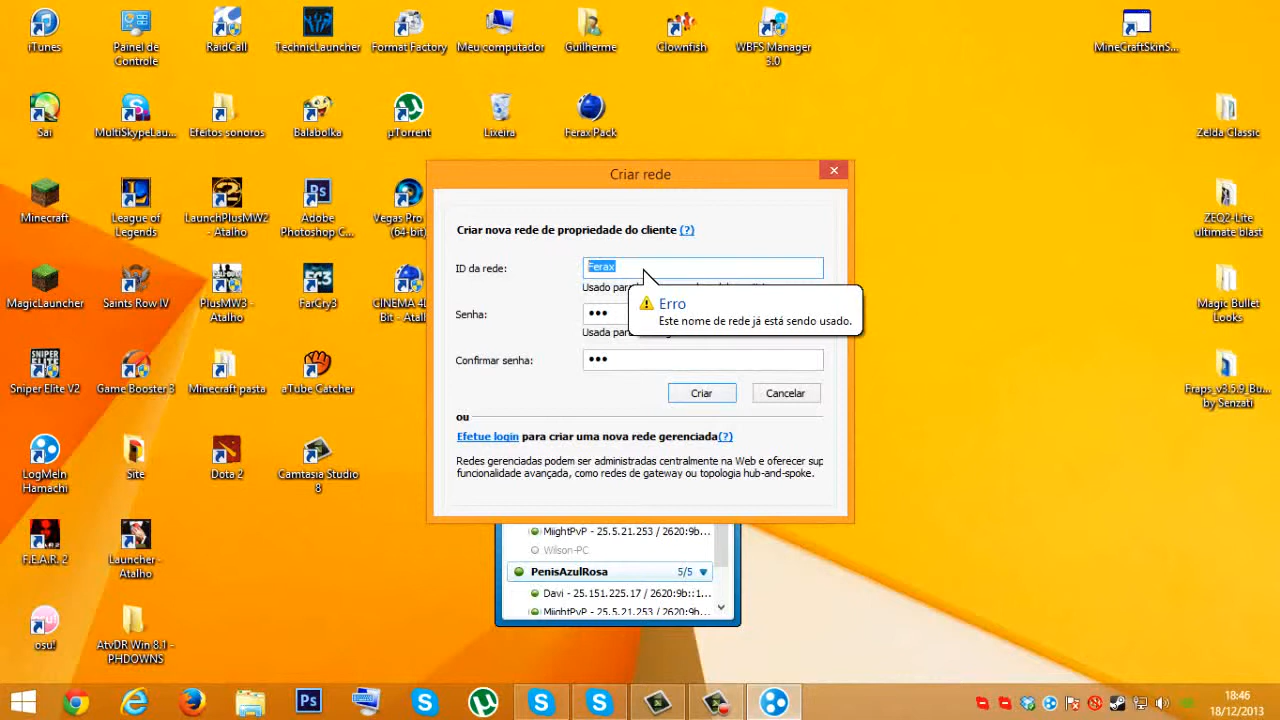 iTunes
Painel de
Controle
RaidCall
TechnicLauncher
Format Factory
Meu computador
Guilherme
Clownfish
WBFS Manager
3.0
MineCraftSkinS...
Sai
MultiSkypeLau...
Efeitos sonoros
Balabolka
µTorrent
Lixeira
Ferax Pack
Zelda Classic
Minecraft
League of
Legends
LaunchPlusMW2
- Atalho
Adobe
Photoshop C...
Vegas Pro
(64-bit)
ZEQ2-Lite
ultimate blast
MagicLauncher
Saints Row IV
PlusMW3 -
Atalho
FarCry3
CINEMA 4D
Bit - Atall
Magic Bullet
Looks
Sniper Elite V2
Game Booster 3
Minecraft pasta
aTube Catcher
Fraps_v3.5.9_Bu...
by Senzati
LogMeIn
Hamachi
Site
Dota 2
Camtasia Studio
8
F.E.A.R. 2
Launcher -
Atalho
osu!
AtvDR Win 8.1 -
PHDOWNS
Criar rede
Criar nova rede de propriedade do cliente (?)
ID da rede:
Ferax
Usado par
Erro
Este nome de rede já está sendo usado.
Senha:
Usada par
Confirmar senha:
Criar
Cancelar
ou
Efetue login para criar uma nova rede gerenciada(?)
Redes gerenciadas podem ser administradas centralmente na Web e oferecer sup
funcionalidade avançada, como redes de gateway ou topologia hub-and-spoke.
MiightPvP - 25.5.21.253 / 2620:9b...
Wilson-PC
PenisAzulRosa 5/5
Davi - 25.151.225.17 / 2620:9b::1...
MiightPvP - 25.5.21.253 / 2620:9b...
18:46
18/12/2013